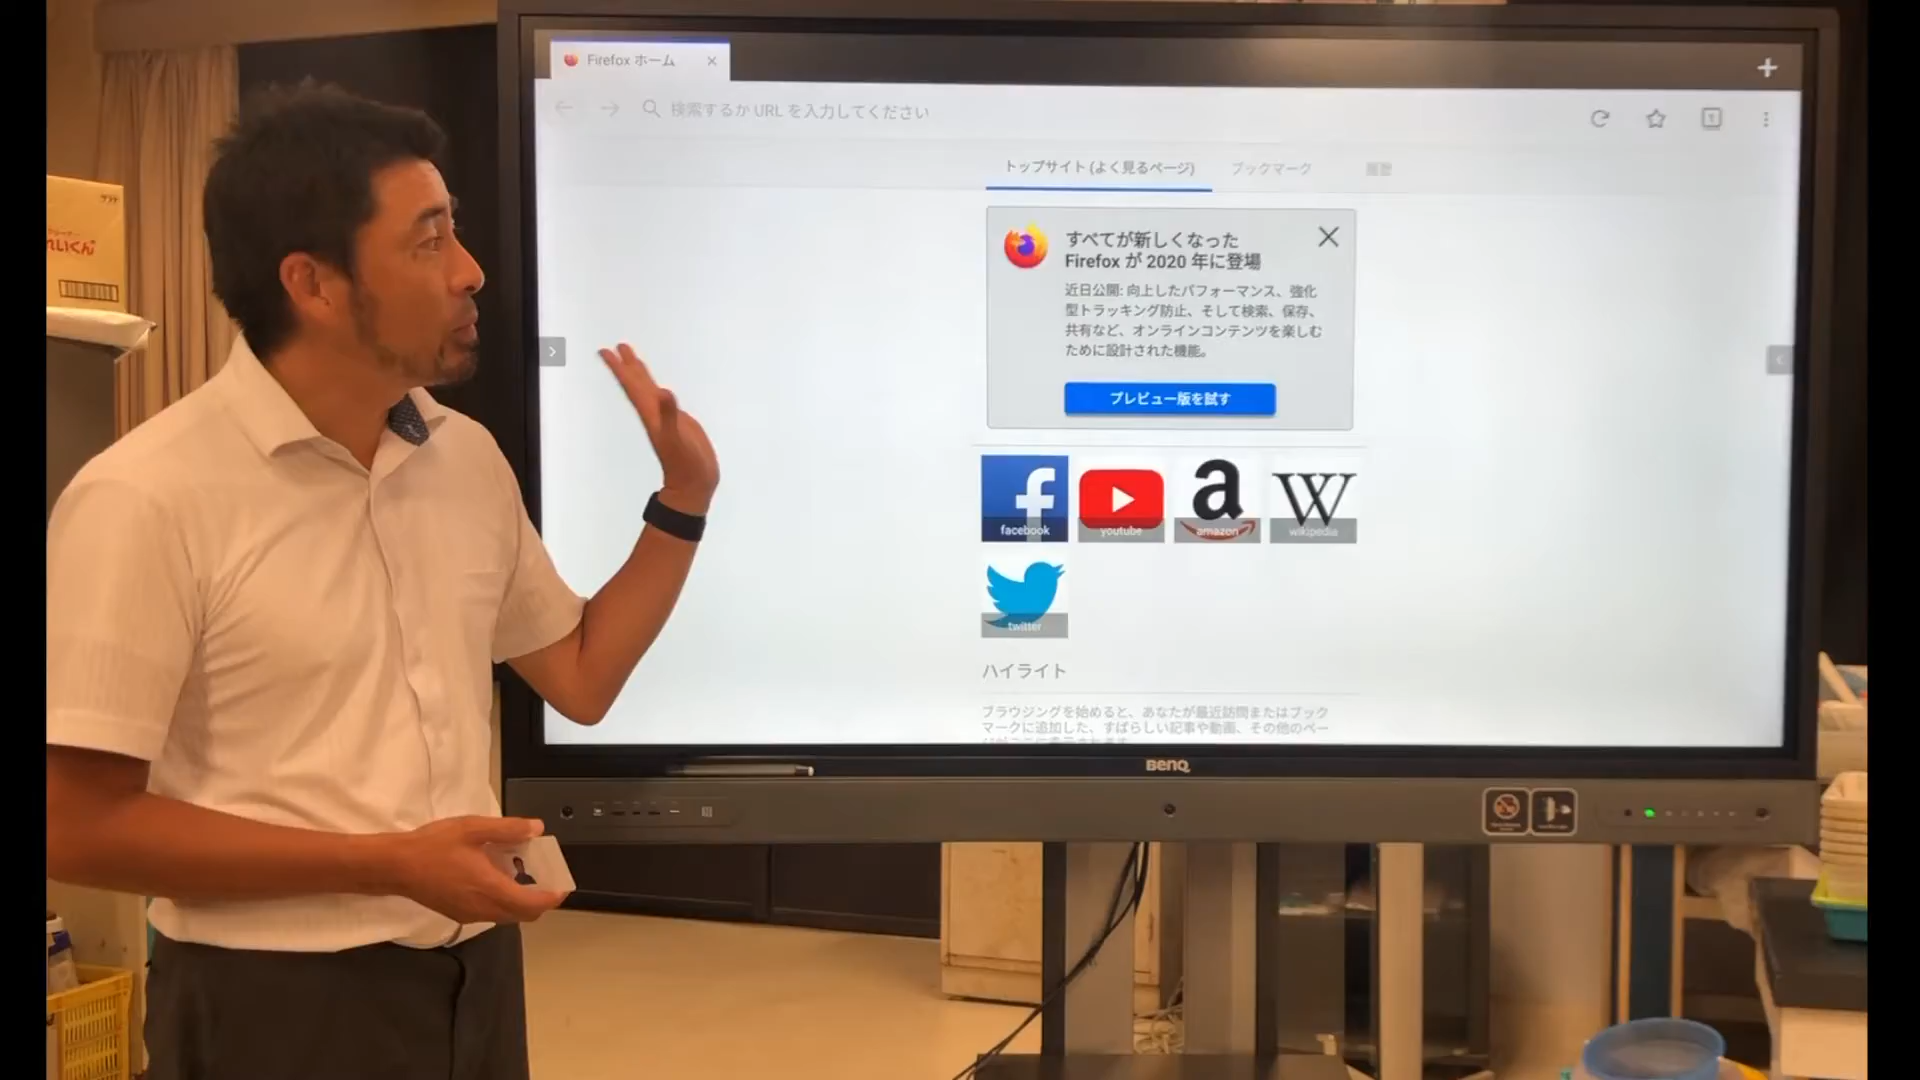 Firefox ホーム
検索するか URL を入力してください
トップサイト (よく見るページ)
ブックマーク
すべてが新しくなった
Firefox が 2020 年に登場
近日公開: 向上したパフォーマンス、強化
型トラッキング防止、そして検索、保存、
共有など、オンラインコンテンツを楽しむ
ために設計された機能。
プレビュー版を試す
facebook
youtube
amazon
wikipedia
twitter
ハイライト
ブラウジングを始めると、あなたが最近訪問またはブック
マークに追加した、すばらしい記事や動画、その他のペー
BenQ
れいくん